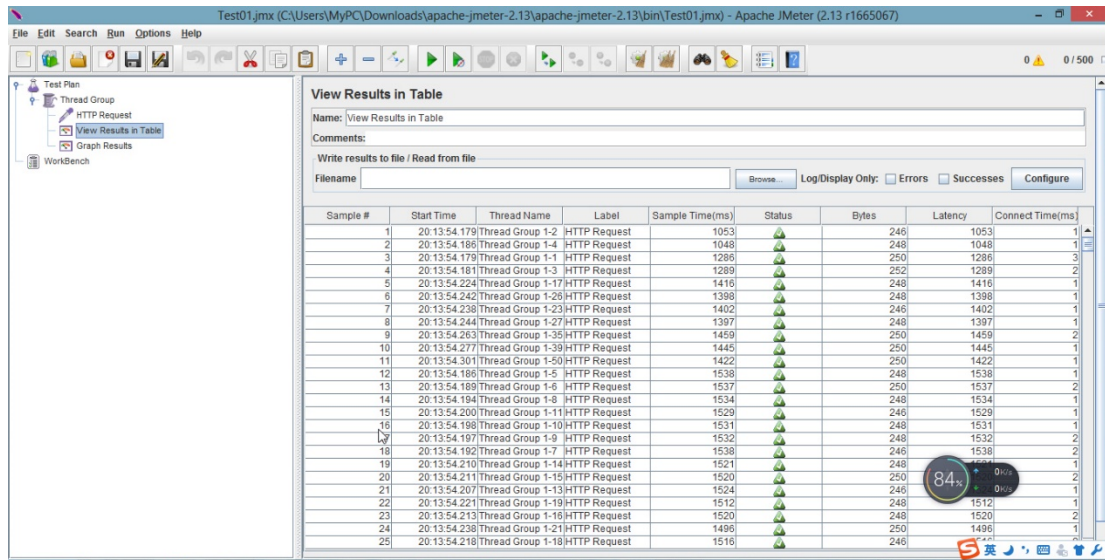 Test01.jmx (C:\Users\MyPC\Downloads\apache-jmeter-2.13\apache-jmeter-2.13\bin\Test01.jmx) - Apache JMeter (2.13 r1665067)
File Edit Search Run Options Help
0 0 / 500
Test Plan
Thread Group
HTTP Request
View Results in Table
Graph Results
WorkBench
View Results in Table
Name: View Results in Table
Comments:
Write results to file / Read from file
Filename Browse... Log/Display Only: Errors Successes Configure
Sample # Start Time Thread Name Label Sample Time(ms) Status Bytes Latency Connect Time(ms)
1 20:13:54.179 Thread Group 1-2 HTTP Request 1053 246 1053 1
2 20:13:54.186 Thread Group 1-4 HTTP Request 1048 248 1048 1
3 20:13:54.179 Thread Group 1-1 HTTP Request 1286 250 1286 3
4 20:13:54.181 Thread Group 1-3 HTTP Request 1289 252 1289 2
5 20:13:54.224 Thread Group 1-17 HTTP Request 1416 248 1416 1
6 20:13:54.242 Thread Group 1-26 HTTP Request 1398 248 1398 1
7 20:13:54.238 Thread Group 1-23 HTTP Request 1402 246 1402 1
8 20:13:54.244 Thread Group 1-27 HTTP Request 1397 248 1397 1
9 20:13:54.263 Thread Group 1-35 HTTP Request 1459 250 1459 2
10 20:13:54.277 Thread Group 1-39 HTTP Request 1445 250 1445 1
11 20:13:54.301 Thread Group 1-50 HTTP Request 1422 250 1422 1
12 20:13:54.186 Thread Group 1-5 HTTP Request 1538 248 1538 1
13 20:13:54.189 Thread Group 1-6 HTTP Request 1537 250 1537 2
14 20:13:54.194 Thread Group 1-8 HTTP Request 1534 248 1534 1
15 20:13:54.200 Thread Group 1-11 HTTP Request 1529 246 1529 1
16 20:13:54.198 Thread Group 1-10 HTTP Request 1531 248 1531 1
20:13:54.197 Thread Group 1-9 HTTP Request 1532 248 1532 2
18 20:13:54.192 Thread Group 1-7 HTTP Request 1538 246 1538 2
19 20:13:54.210 Thread Group 1-14 HTTP Request 1521 248 1
20 20:13:54.211 Thread Group 1-15 HTTP Request 1520 250 2
21 20:13:54.207 Thread Group 1-13 HTTP Request 1524 246 1
22 20:13:54.221 Thread Group 1-19 HTTP Request 1512 248 1512 1
23 20:13:54.213 Thread Group 1-16 HTTP Request 1520 248 1520 2
24 20:13:54.238 Thread Group 1-21 HTTP Request 1496 250 1496 1
25 20:13:54.218 Thread Group 1-18 HTTP Request 1516 246
84%
0K/s
0K/s
英